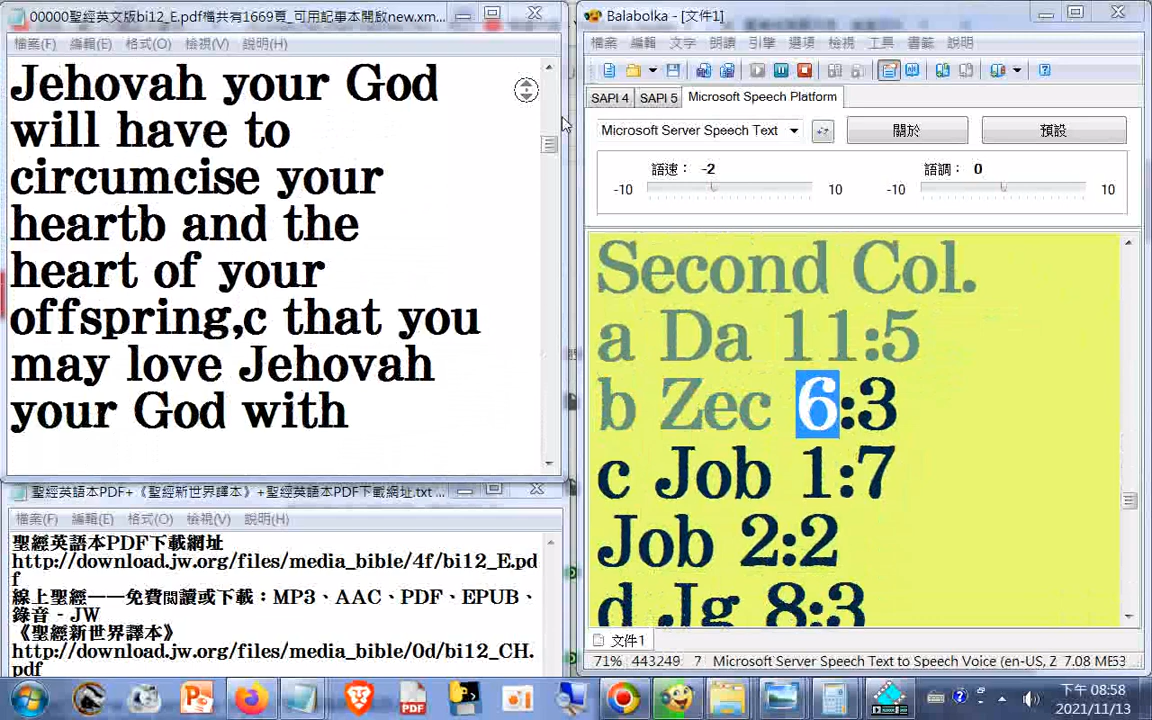 00000聖經英文版bi12_E.pdf檔共有1669頁_可用記事本開啟new.xm...
檔案(F) 編輯(E) 格式(O) 檢視(V) 說明(H)
Jehovah your God
will have to
circumcise your
heartb and the
heart of your
offspring,c that you
may love Jehovah
your God with
聖經英語本PDF+《聖經新世界譯本》+聖經英語本PDF下載網址.txt ...
檔案(F) 編輯(E) 格式(O) 檢視(V) 說明(H)
聖經英語本PDF下載網址
http://download.jw.org/files/media_bible/4f/bi12_E.pd
f
線上聖經——免費閱讀或下載：MP3、AAC、PDF、EPUB、
錄音 - JW
《聖經新世界譯本》
http://download.jw.org/files/media_bible/0d/bi12_CH.
pdf
Balabolka - [文件1]
檔案 編輯 文字 朗讀 引擎 選項 檢視 工具 書籤 說明
SAPI 4 SAPI 5 Microsoft Speech Platform
Microsoft Server Speech Text 關於 預設
語速： -2 語調： 0
-10 10 -10 10
Second Col.
a Da 11:5
b Zec 6:3
c Job 1:7
Job 2:2
d Jg 8:3
文件1
71% 443249 7 Microsoft Server Speech Text to Speech Voice (en-US, Z 7.08 ME53
PDF
下午 08:58
2021/11/13